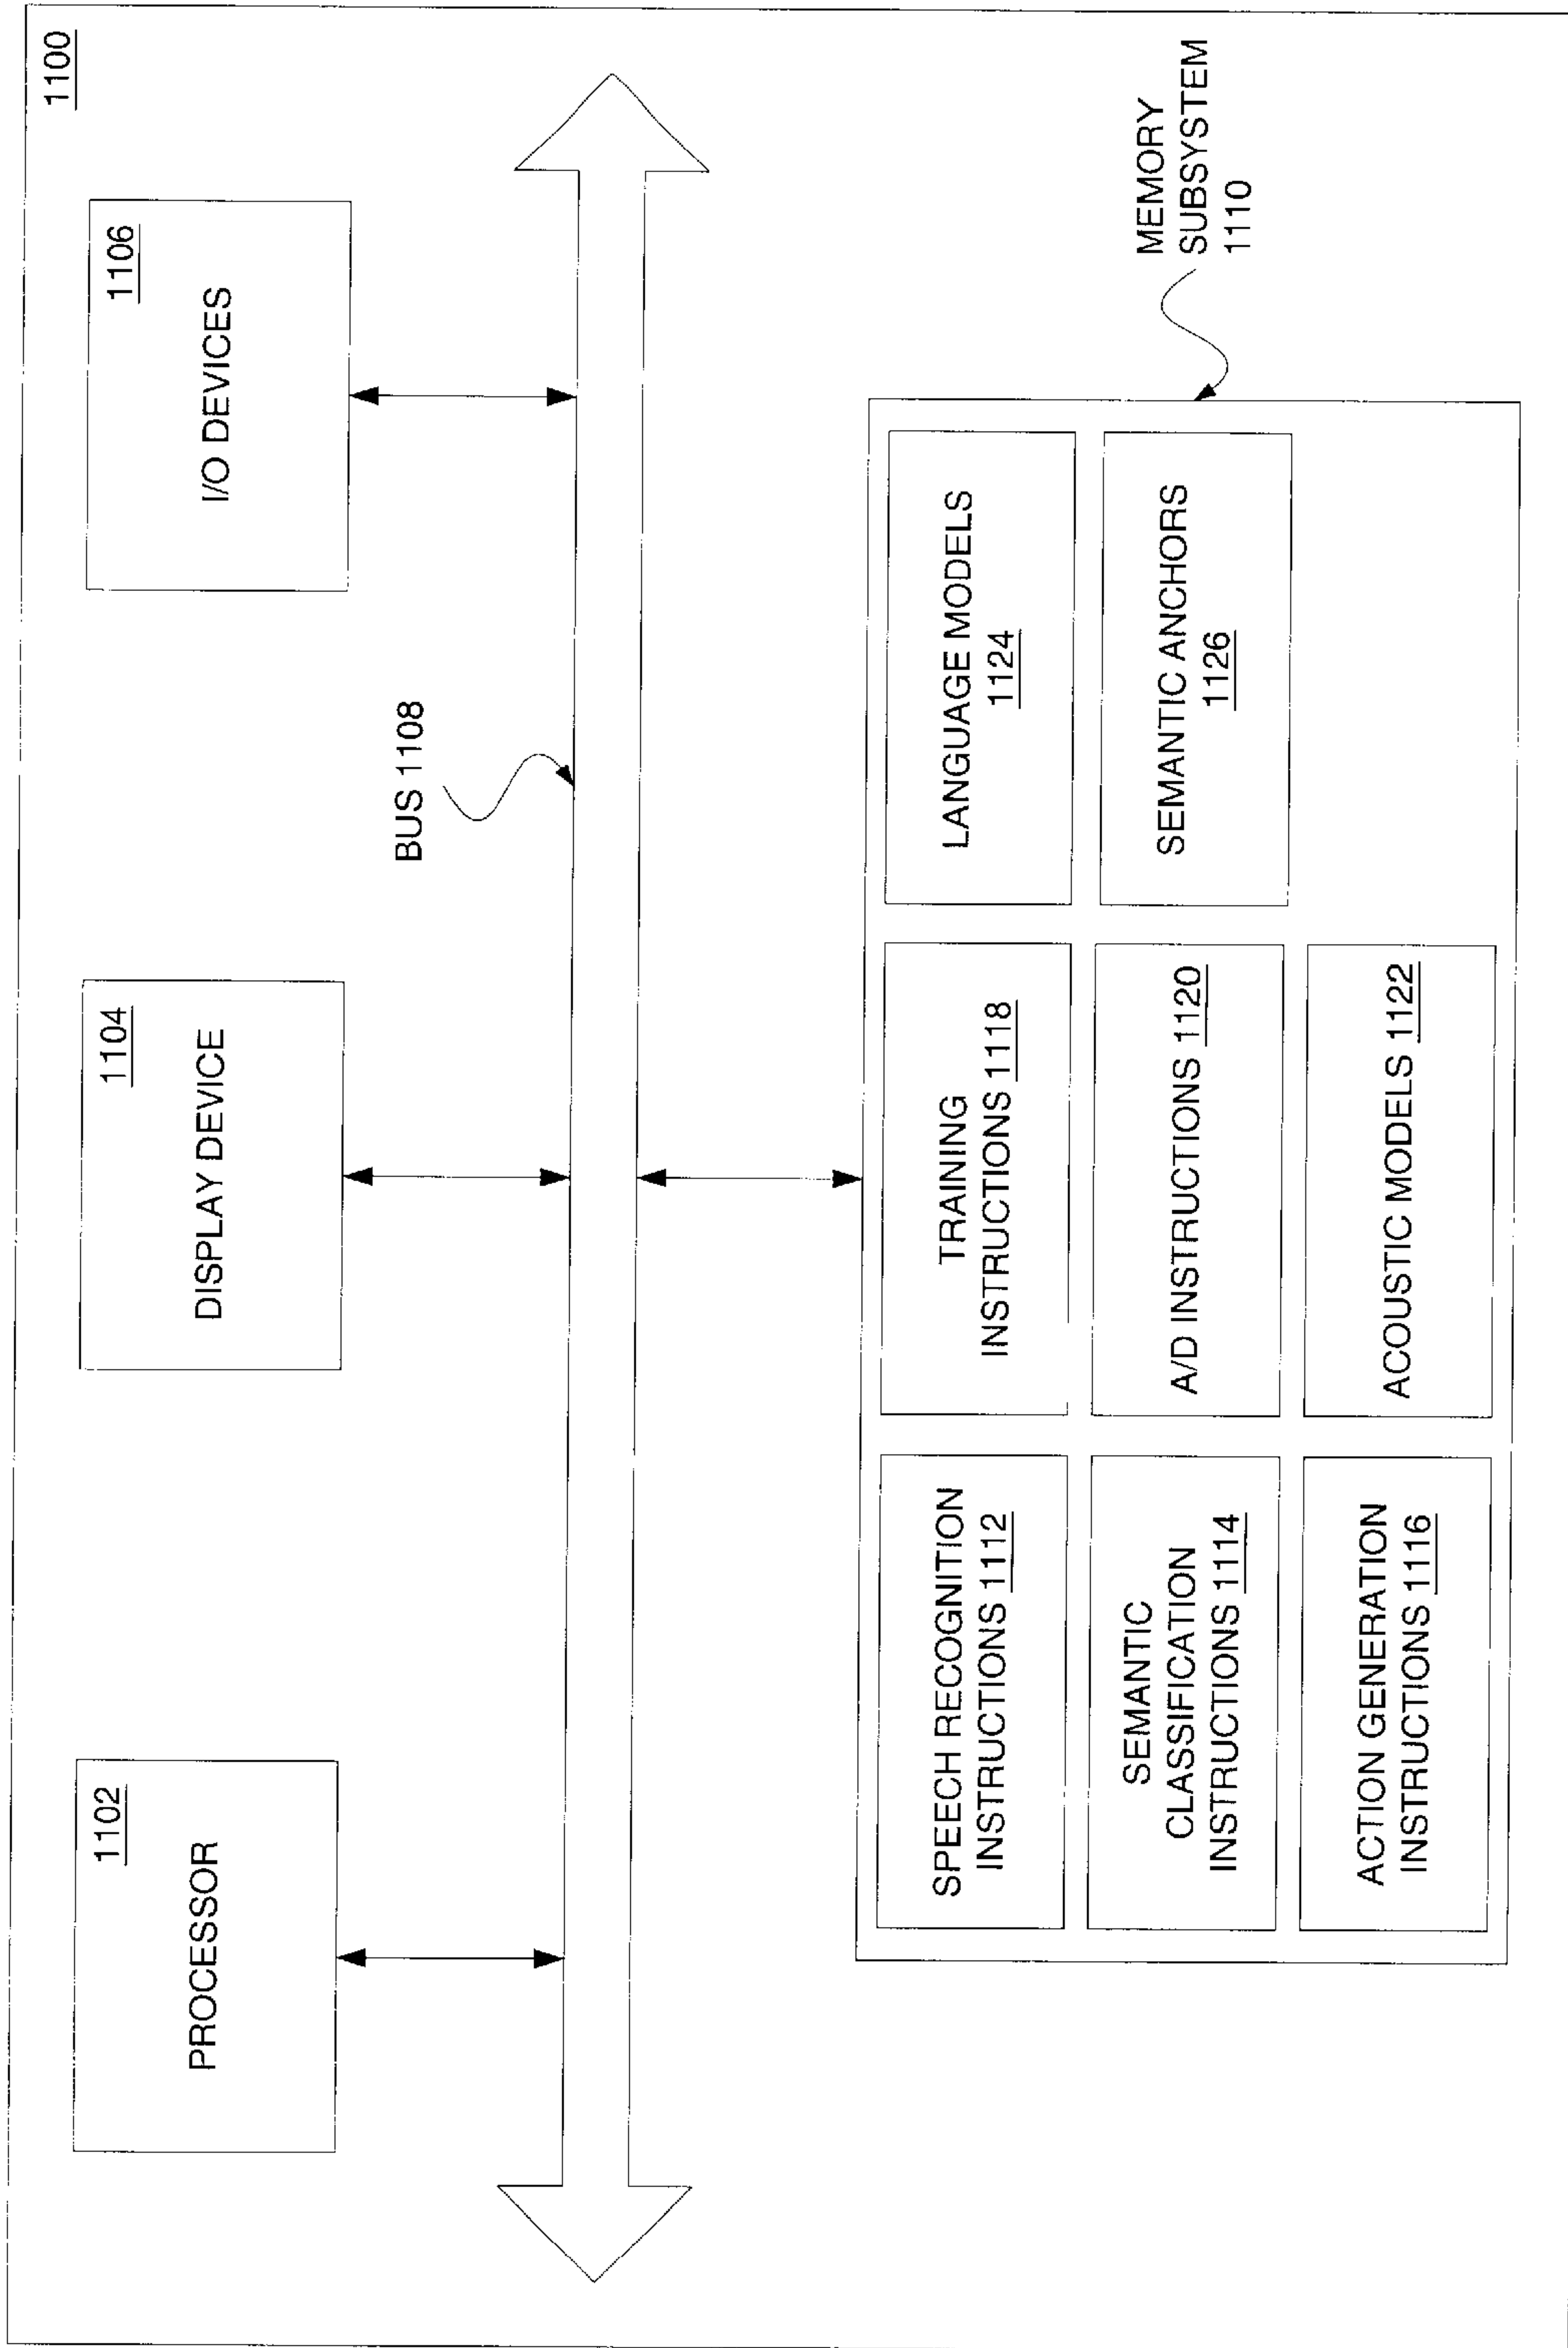 1100
1102
PROCESSOR
1104
DISPLAY DEVICE
1106
I/O DEVICES
BUS 1108
MEMORY
SUBSYSTEM
1110
SPEECH RECOGNITION
INSTRUCTIONS 1112
TRAINING
INSTRUCTIONS 1118
LANGUAGE MODELS
1124
SEMANTIC
CLASSIFICATION
INSTRUCTIONS 1114
A/D INSTRUCTIONS 1120
SEMANTIC ANCHORS
1126
ACTION GENERATION
INSTRUCTIONS 1116
ACOUSTIC MODELS 1122